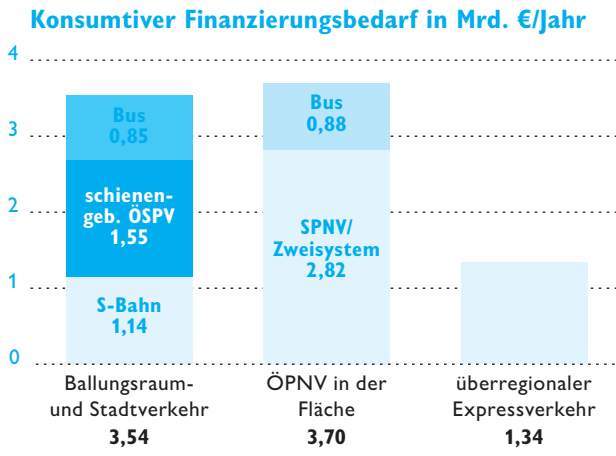 Konsumtiver Finanzierungsbedarf in Mrd. €/Jahr
4
3
2
1
0
Bus
0,85
schienen-
geb. ÖSPV
1,55
S-Bahn
1,14
Bus
0,88
SPNV/
Zweisystem
2,82
Ballungsraum-
und Stadtverkehr
3,54
ÖPNV in der
Fläche
3,70
überregionaler
Expressverkehr
1,34